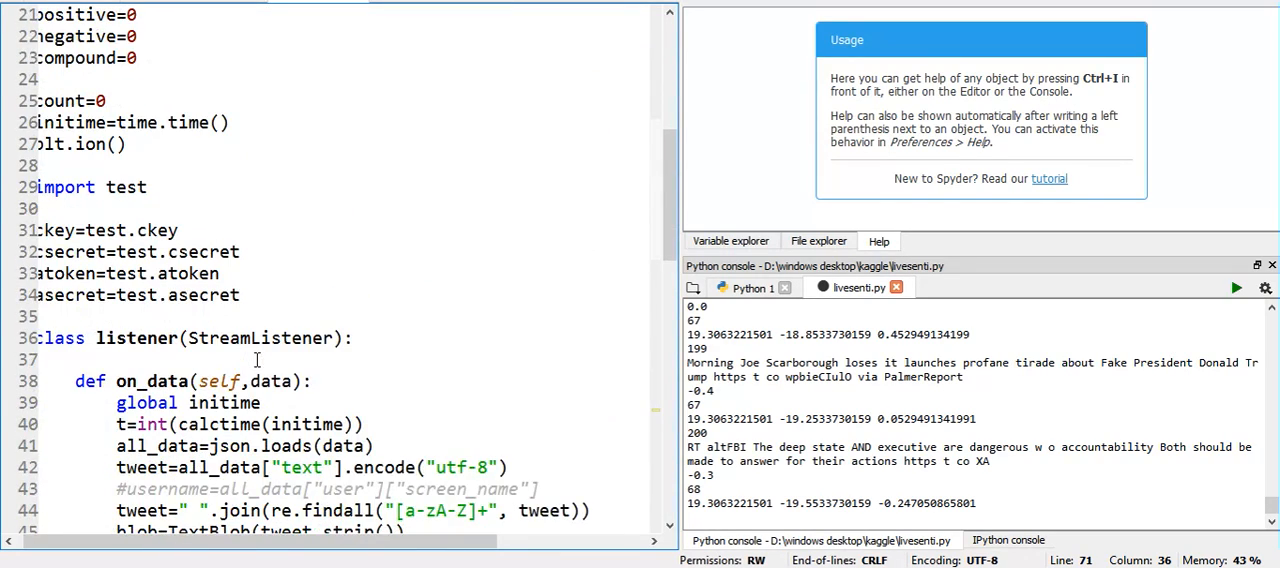 21 positive=0
22 negative=0
23 compound=0
24
25 count=0
26 initime=time.time()
27 plt.ion()
28
29 import test
30
31 ckey=test.ckey
32 csecret=test.csecret
33 atoken=test.atoken
34 asecret=test.asecret
35
36 class listener(StreamListener):
37
38 def on_data(self,data):
39 global initime
40 t=int(calctime(initime))
41 all_data=json.loads(data)
42 tweet=all_data["text"].encode("utf-8")
43 #username=all_data["user"]["screen_name"]
44 tweet=" ".join(re.findall("[a-zA-Z]+", tweet))
45 blob=TextBlob(tweet.strip())
Usage
Here you can get help of any object by pressing Ctrl+I in
front of it, either on the Editor or the Console.
Help can also be shown automatically after writing a left
parenthesis next to an object. You can activate this
behavior in Preferences > Help.
New to Spyder? Read our tutorial
Variable explorer File explorer Help
Python console - D:\windows desktop\kaggle\livesenti.py
Python 1 livesenti.py
0.0
67
19.3063221501 -18.8533730159 0.452949134199
199
Morning Joe Scarborough loses it launches profane tirade about Fake President Donald Tr
ump https t co wpbieCIulO via PalmerReport
-0.4
67
19.3063221501 -19.2533730159 0.0529491341991
200
RT altFBI The deep state AND executive are dangerous w o accountability Both should be
made to answer for their actions https t co XA
-0.3
68
19.3063221501 -19.5533730159 -0.247050865801
Python console - D:\windows desktop\kaggle\livesenti.py IPython console
Permissions: RW End-of-lines: CRLF Encoding: UTF-8 Line: 71 Column: 36 Memory: 43 %